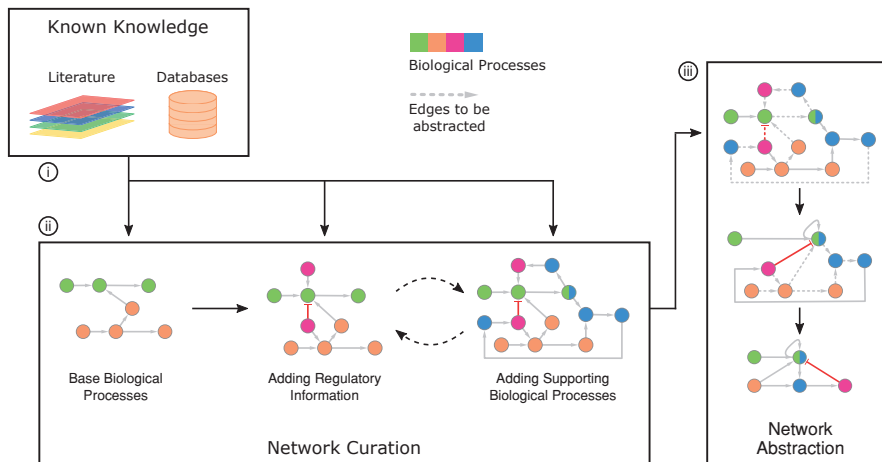 Known Knowledge
Literature
Databases
Biological Processes
Edges to be
abstracted
i
ii
iii
Base Biological
Processes
Adding Regulatory
Information
Adding Supporting
Biological Processes
Network Curation
Network
Abstraction